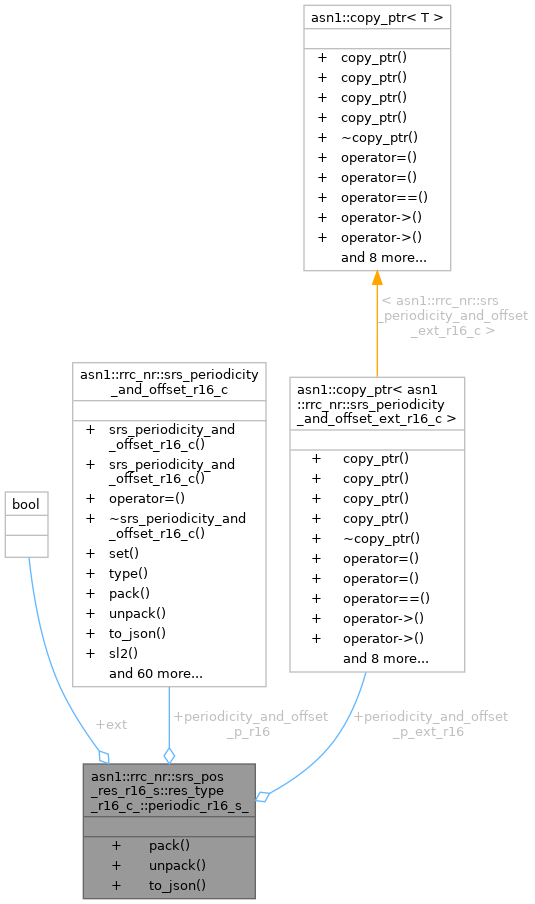 asn1::copy_ptr< T >
+ copy_ptr()
+ copy_ptr()
+ copy_ptr()
+ copy_ptr()
+ ~copy_ptr()
+ operator=()
+ operator=()
+ operator==()
+ operator->()
+ operator->()
and 8 more...
< asn1::rrc_nr::srs
_periodicity_and_offset
_ext_r16_c >
asn1::rrc_nr::srs_periodicity
_and_offset_r16_c
+ srs_periodicity_and
_offset_r16_c()
+ srs_periodicity_and
_offset_r16_c()
+ operator=()
+ ~srs_periodicity_and
_offset_r16_c()
+ set()
+ type()
+ pack()
+ unpack()
+ to_json()
+ sl2()
and 60 more...
asn1::copy_ptr< asn1
::rrc_nr::srs_periodicity
_and_offset_ext_r16_c >
+ copy_ptr()
+ copy_ptr()
+ copy_ptr()
+ copy_ptr()
+ ~copy_ptr()
+ operator=()
+ operator=()
+ operator==()
+ operator->()
+ operator->()
and 8 more...
bool
+ext
+periodicity_and_offset
_p_r16
+periodicity_and_offset
_p_ext_r16
asn1::rrc_nr::srs_pos
_res_r16_s::res_type
_r16_c_::periodic_r16_s_
+ pack()
+ unpack()
+ to_json()